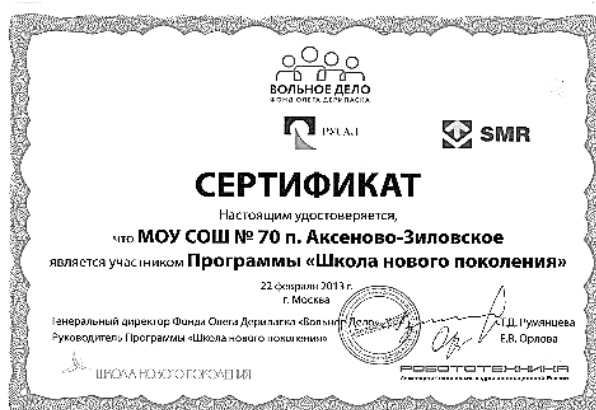 ВОЛЬНОЕ ДЕЛО
ФОНД ОЛЕГА ДЕРИПАСКА
РУСАЛ
SMR
СЕРТИФИКАТ
Настоящим удостоверяется,
что МОУ СОШ № 70 п. Аксеново-Зиловское
является участником Программы «Школа нового поколения»
22 февраля 2013 г.
г. Москва
Генеральный директор Фонда Олега Дерипаска «Вольное Дело»
Т.Д. Румянцева
Руководитель Программы «Школа нового поколения»
Е.В. Орлова
ШКОЛА НОВОГО ПОКОЛЕНИЯ
РОБОТОТЕХНИКА